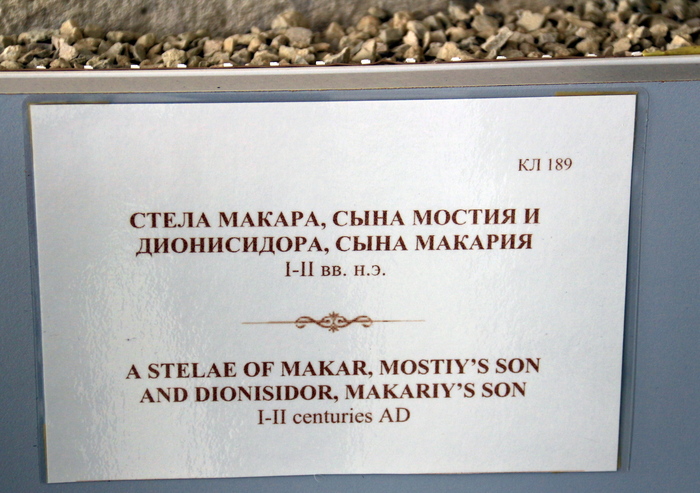 КЛ 189
СТЕЛА МАКАРА, СЫНА МОСТИЯ И
ДИОНИСИДОРА, СЫНА МАКАРИЯ
I-II вв. н.э.
A STELAE OF MAKAR, MOSTIY'S SON
AND DIONISIDOR, MAKARIY'S SON
I-II centuries AD